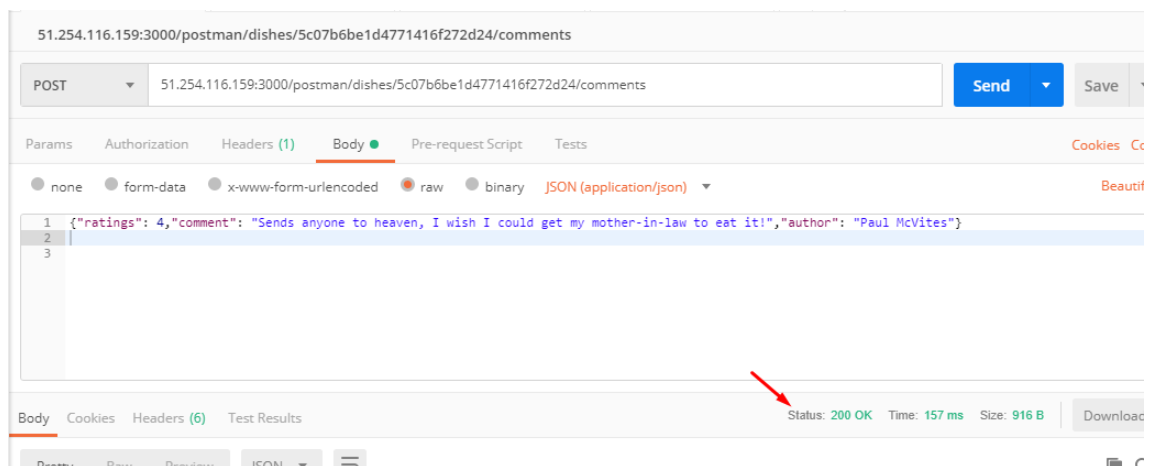 51.254.116.159:3000/postman/dishes/5c07b6be1d4771416f272d24/comments
POST 51.254.116.159:3000/postman/dishes/5c07b6be1d4771416f272d24/comments Send Save
Params Authorization Headers (1) Body Pre-request Script Tests Cookies
none form-data x-www-form-urlencoded raw binary JSON (application/json)
1 {"ratings": 4,"comment": "Sends anyone to heaven, I wish I could get my mother-in-law to eat it!","author": "Paul McVites"}
2
3
Body Cookies Headers (6) Test Results Status: 200 OK Time: 157 ms Size: 916 B Download
Pretty Raw Preview JSON